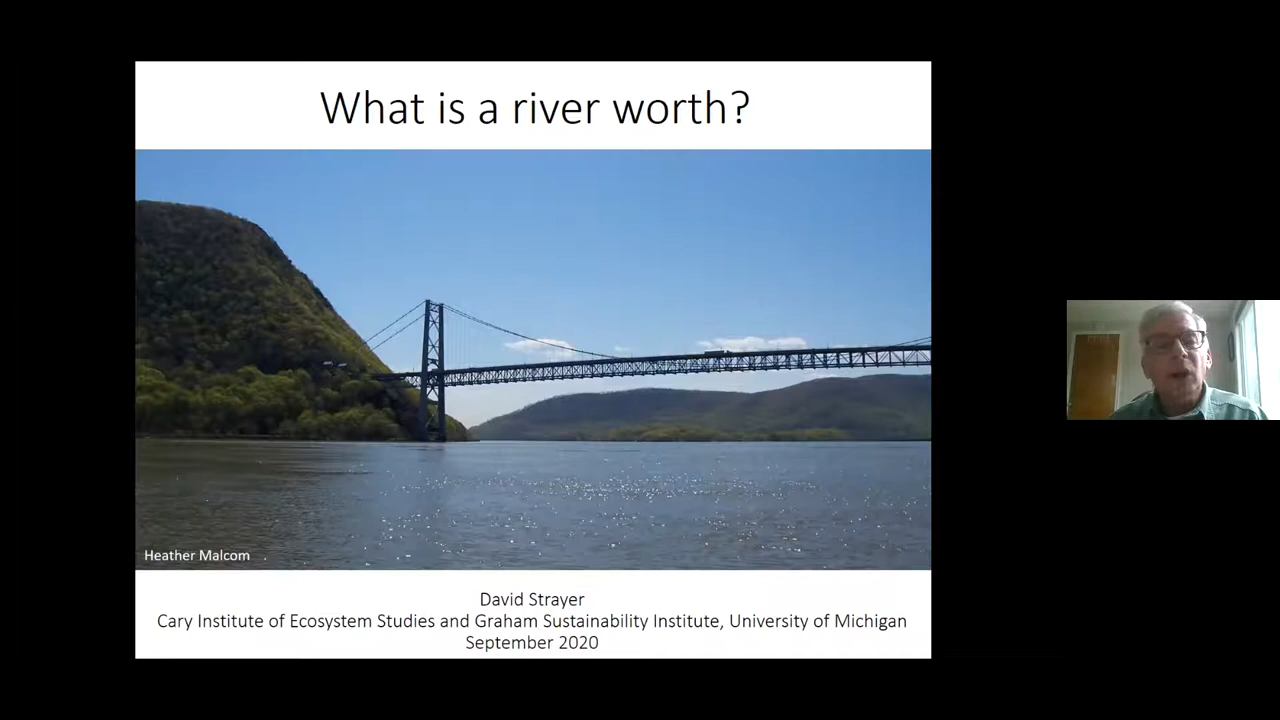 What is a river worth?
Heather Malcom
David Strayer
Cary Institute of Ecosystem Studies and Graham Sustainability Institute, University of Michigan
September 2020